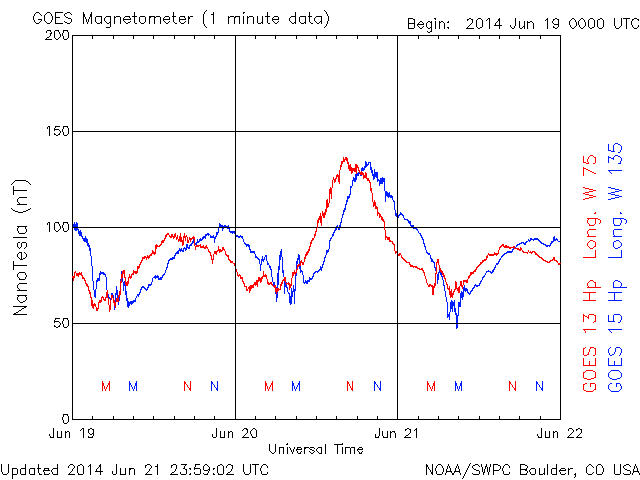 GOES Magnetometer (1 minute data)
Begin: 2014 Jun 19 0000 UTC
200
150
100
50
0
NanoTesla (nT)
M M N N M M N N M M N N
Jun 19 Jun 20 Jun 21 Jun 22
Universal Time
GOES 13 Hp Long. W 75
GOES 15 Hp Long. W 135
Updated 2014 Jun 21 23:59:02 UTC
NOAA/SWPC Boulder, CO USA